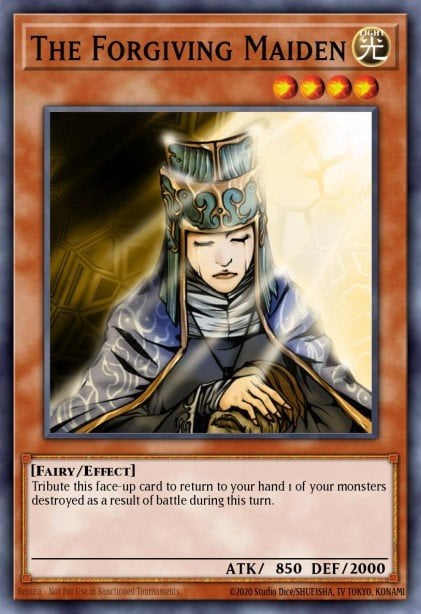 The Forgiving Maiden
LIGHT
光
[Fairy/Effect]
Tribute this face-up card to return to your hand 1 of your monsters
destroyed as a result of battle during this turn.
ATK/ 850 DEF/2000
Replica - Not For Use in Sanctioned Tournaments
©2020 Studio Dice/SHUEISHA, TV TOKYO, KONAMI